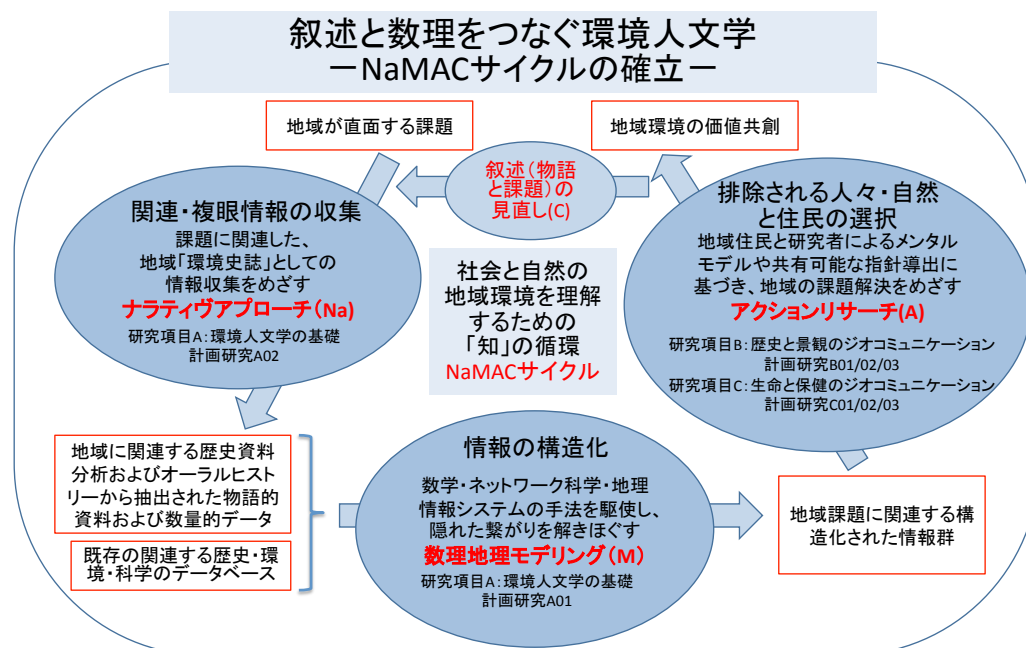 叙述と数理をつなぐ環境人文学
－NaMACサイクルの確立－
地域が直面する課題
地域環境の価値共創
叙述（物語
と課題）の
見直し(C)
関連・複眼情報の収集
課題に関連した、
地域「環境史誌」としての
情報収集をめざす
ナラティヴアプローチ（Na)
研究項目A：環境人文学の基礎
計画研究A02
社会と自然の
地域環境を理解
するための
「知」の循環
NaMACサイクル
排除される人々・自然
と住民の選択
地域住民と研究者によるメンタル
モデルや共有可能な指針導出に
基づき、地域の課題解決をめざす
アクションリサーチ(A)
研究項目B：歴史と景観のジオコミュニケーション
計画研究B01/02/03
研究項目C：生命と保健のジオコミュニケーション
計画研究C01/02/03
地域に関連する歴史資料
分析およびオーラルヒスト
リーから抽出された物語的
資料および数量的データ
既存の関連する歴史・環
境・科学のデータベース
情報の構造化
数学・ネットワーク科学・地理
情報システムの手法を駆使し、
隠れた繋がりを解きほぐす
数理地理モデリング（M）
研究項目A：環境人文学の基礎
計画研究A01
地域課題に関連する構
造化された情報群